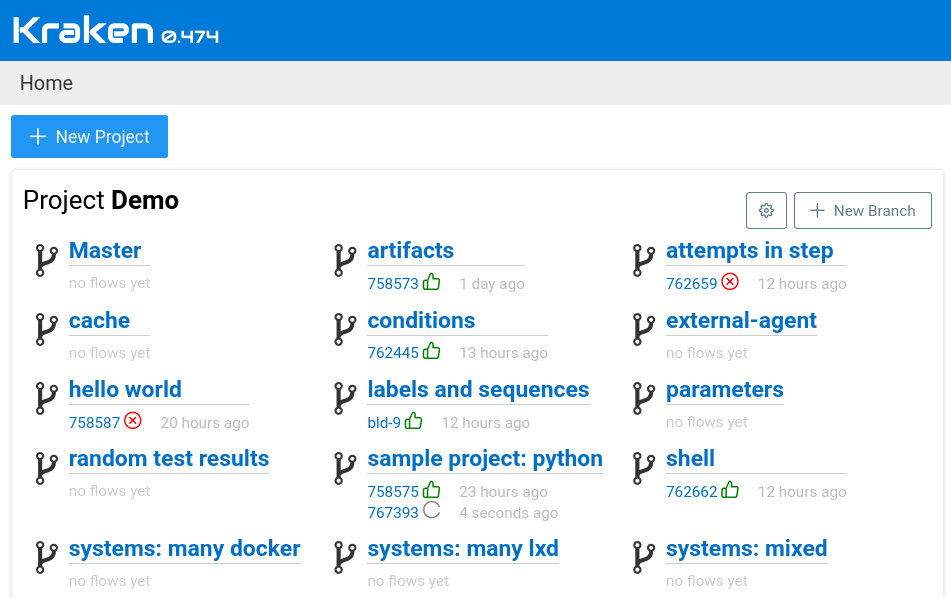 Kraken 0.474
Home
New Project
Project Demo
New Branch
Master
no flows yet
artifacts
758573 1 day ago
attempts in step
762659 12 hours ago
cache
no flows yet
conditions
762445 13 hours ago
external-agent
no flows yet
hello world
758587 20 hours ago
labels and sequences
bld-9 12 hours ago
parameters
no flows yet
random test results
no flows yet
sample project: python
758575 23 hours ago
767393 4 seconds ago
shell
762662 12 hours ago
systems: many docker
no flows yet
systems: many lxd
no flows yet
systems: mixed
no flows yet